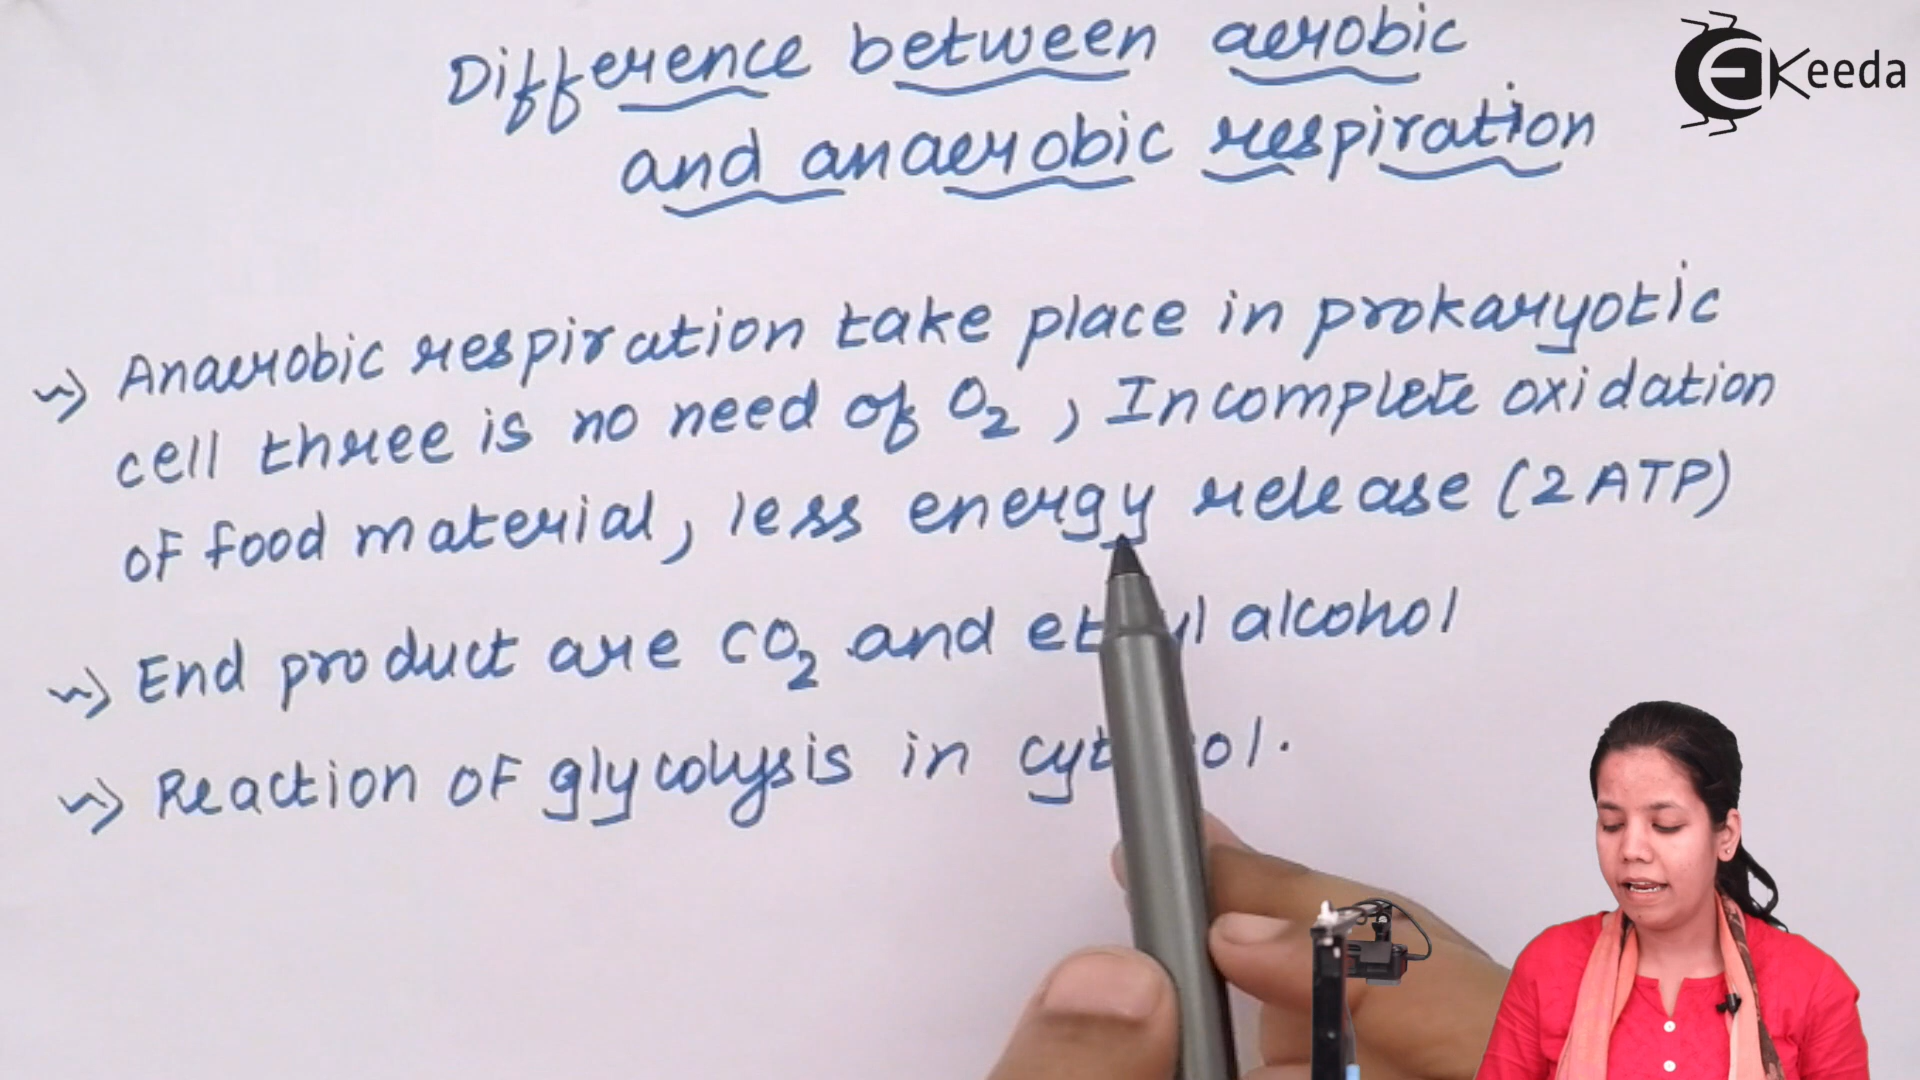 Difference between aerobic
and anaerobic respiration
Keeda
~> Anaerobic respiration take place in prokaryotic
cell three is no need of O2, Incomplete oxidation
of food material, less energy release (2 ATP)
~> End product are CO2 and alcohol
~> Reaction of glycolysis in